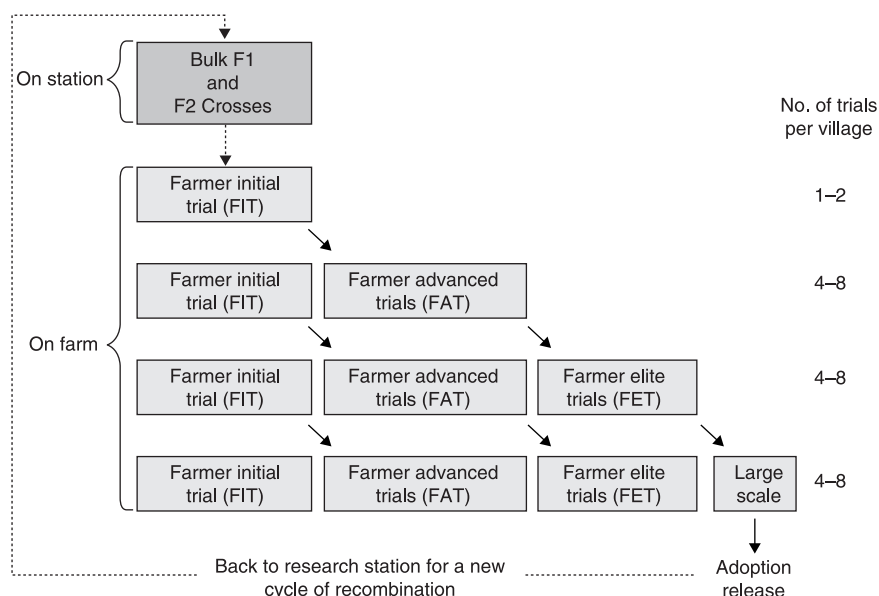 Bulk F1
and
F2 Crosses
On station
No. of trials
per village
Farmer initial
trial (FIT)
1–2
Farmer initial
trial (FIT)
Farmer advanced
trials (FAT)
4–8
On farm
Farmer initial
trial (FIT)
Farmer advanced
trials (FAT)
Farmer elite
trials (FET)
4–8
Farmer initial
trial (FIT)
Farmer advanced
trials (FAT)
Farmer elite
trials (FET)
Large
scale
4–8
Back to research station for a new
cycle of recombination
Adoption
release